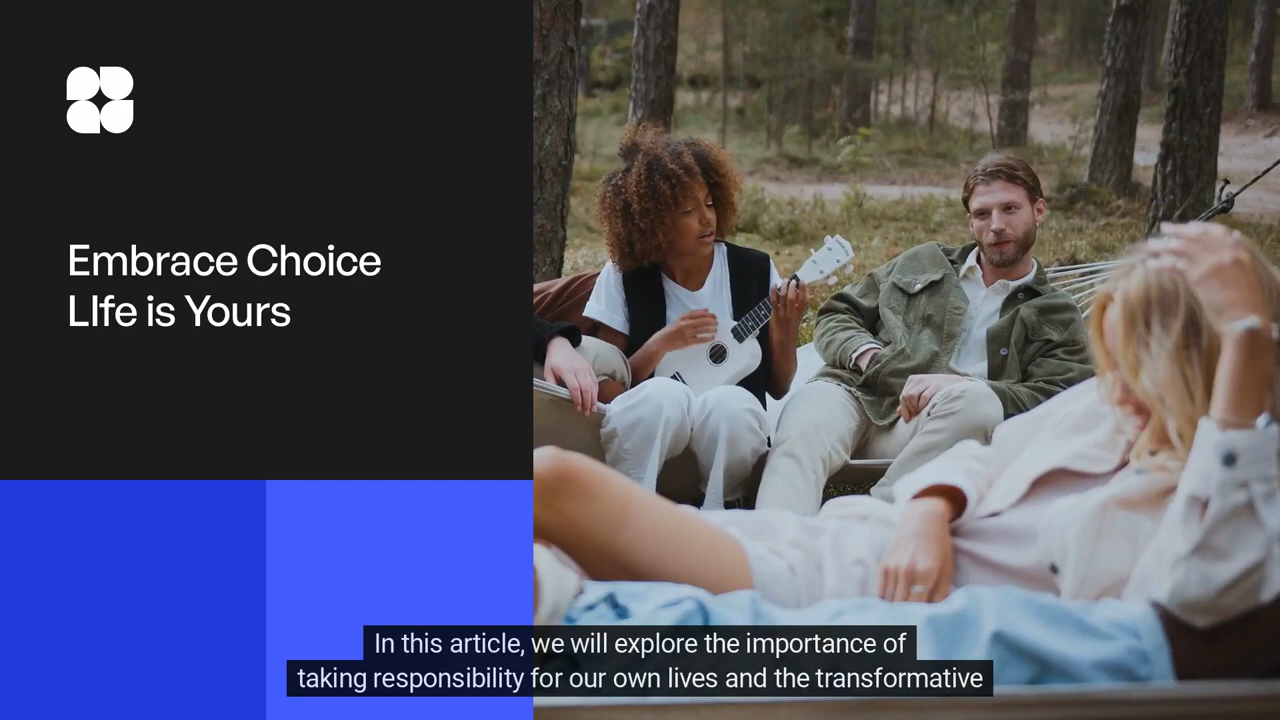 Embrace Choice
LIfe is Yours
In this article, we will explore the importance of
taking responsibility for our own lives and the transformative